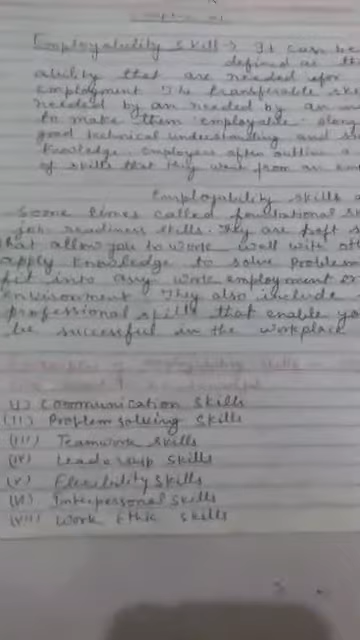 Employability skill → It can be
defined as the
ability that are needed for
Employment The transferable
needed by an needed by an
to make them employable. Along
good technical understanding and
knowledge. employers often outline a
of skills that they want from an
Employability skills
some times called foundational
job readiness skills. They are soft
that allow you to work well with
apply knowledge to solve Problem
fit into any work employment or
environment They also include
professional skills that enable you
be successful in the workplace
(i) Communication skills
(ii) Problem solving skills
(iii) Teamwork skills
(iv) Leadership skills
(v) Flexibility skills
(vi) Interpersonal skills
(vii) Work Ethic skills